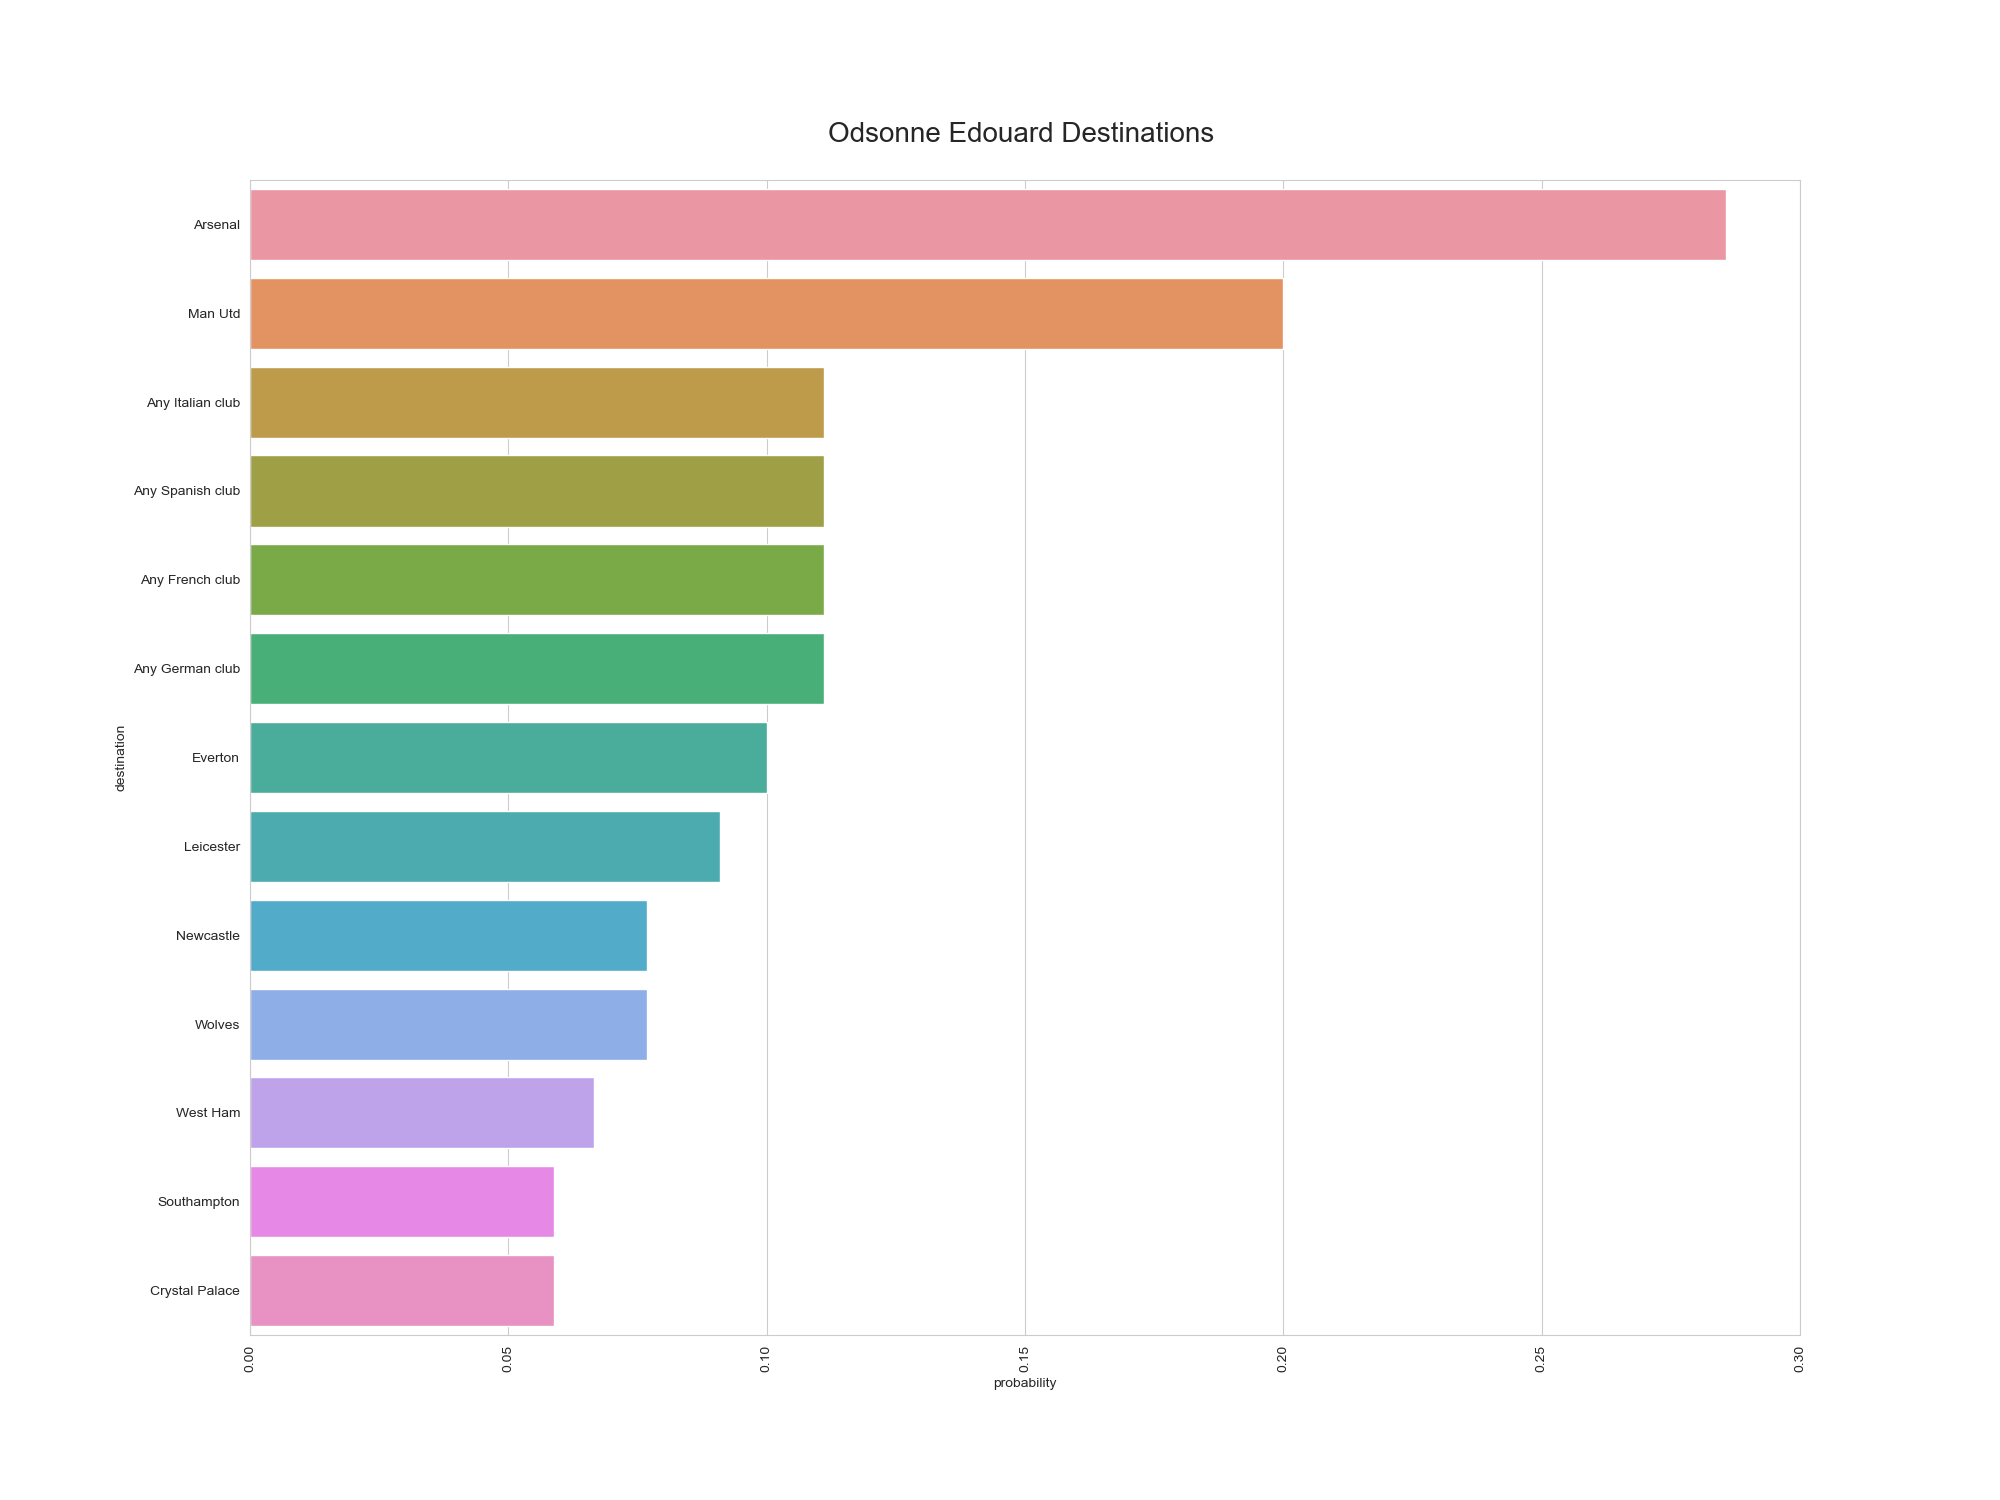 Odsonne Edouard Destinations
Arsenal
Man Utd
Any Italian club
Any Spanish club
Any French club
Any German club
Everton
Leicester
Newcastle
Wolves
West Ham
Southampton
Crystal Palace
destination
0.00
0.05
0.10
0.15
0.20
0.25
0.30
probability